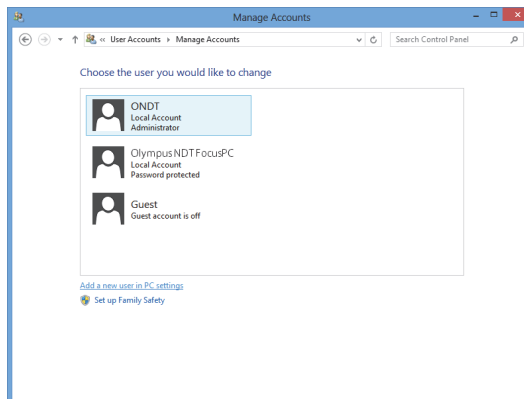 Manage Accounts
« User Accounts Manage Accounts
Search Control Panel
Choose the user you would like to change
ONDT
Local Account
Administrator
Olympus NDT FocusPC
Local Account
Password protected
Guest
Guest account is off
Add a new user in PC settings
Set up Family Safety